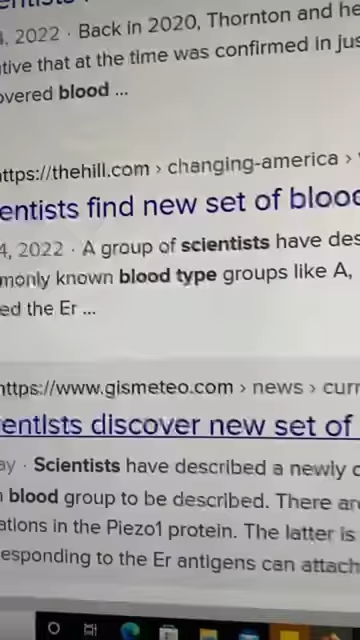 4, 2022 · Back in 2020, Thornton and he
tive that at the time was confirmed in jus
overed blood ...
https://thehill.com › changing-america ›
entists find new set of blood
4, 2022 · A group of scientists have des
monly known blood type groups like A,
ed the Er ...
https://www.gismeteo.com › news › curr
entists discover new set of
ay · Scientists have described a newly
blood group to be described. There are
ations in the Piezo1 protein. The latter is
esponding to the Er antigens can attach